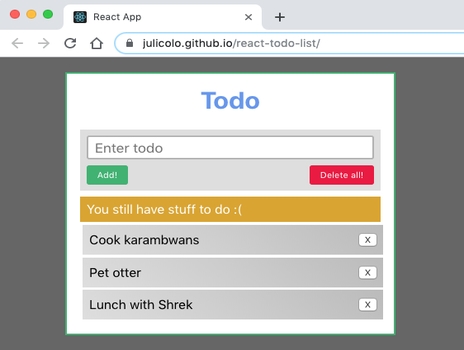 React App
julicolo.github.io/react-todo-list/
Todo
Enter todo
Add! Delete all!
You still have stuff to do :(
Cook karambwans X
Pet otter X
Lunch with Shrek X